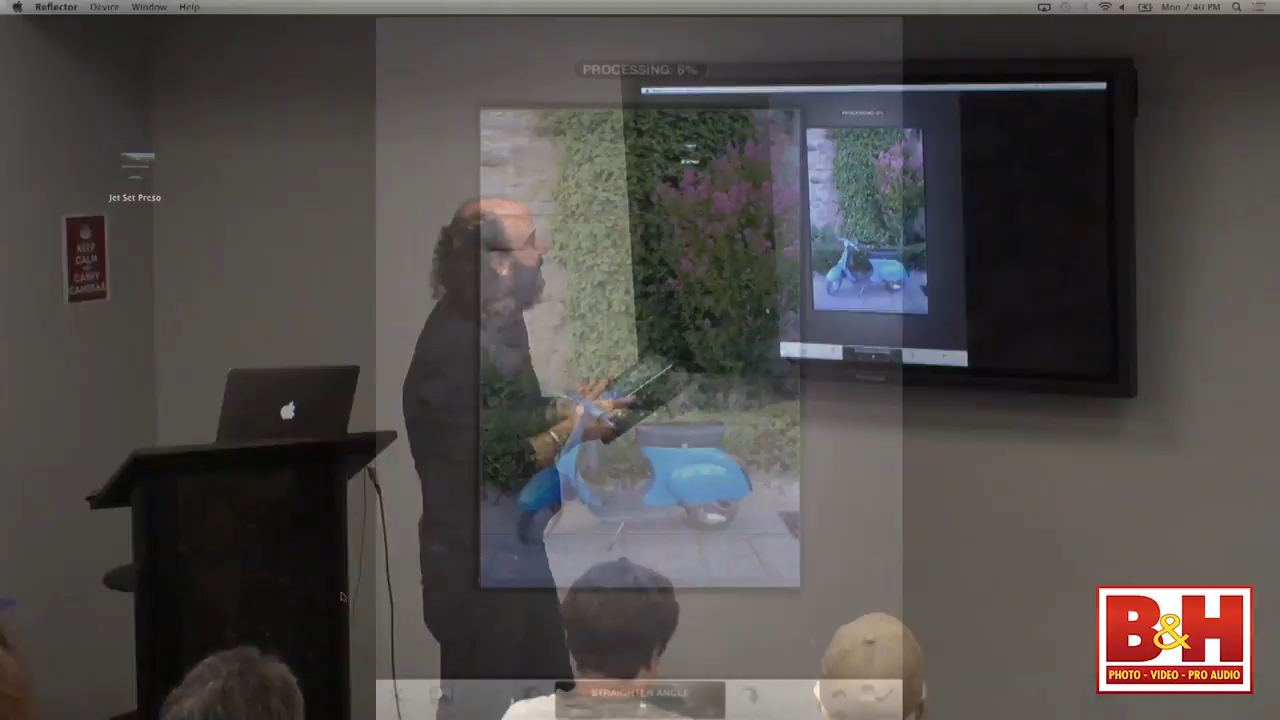 Reflector Device Window Help
Mon 2:40 PM
PROCESSING: 6%
Jet Set Preso
KEEP
CALM
AND
CARRY
CAMERAS
STRAIGHTEN ANGLE
B&H
PHOTO - VIDEO - PRO AUDIO